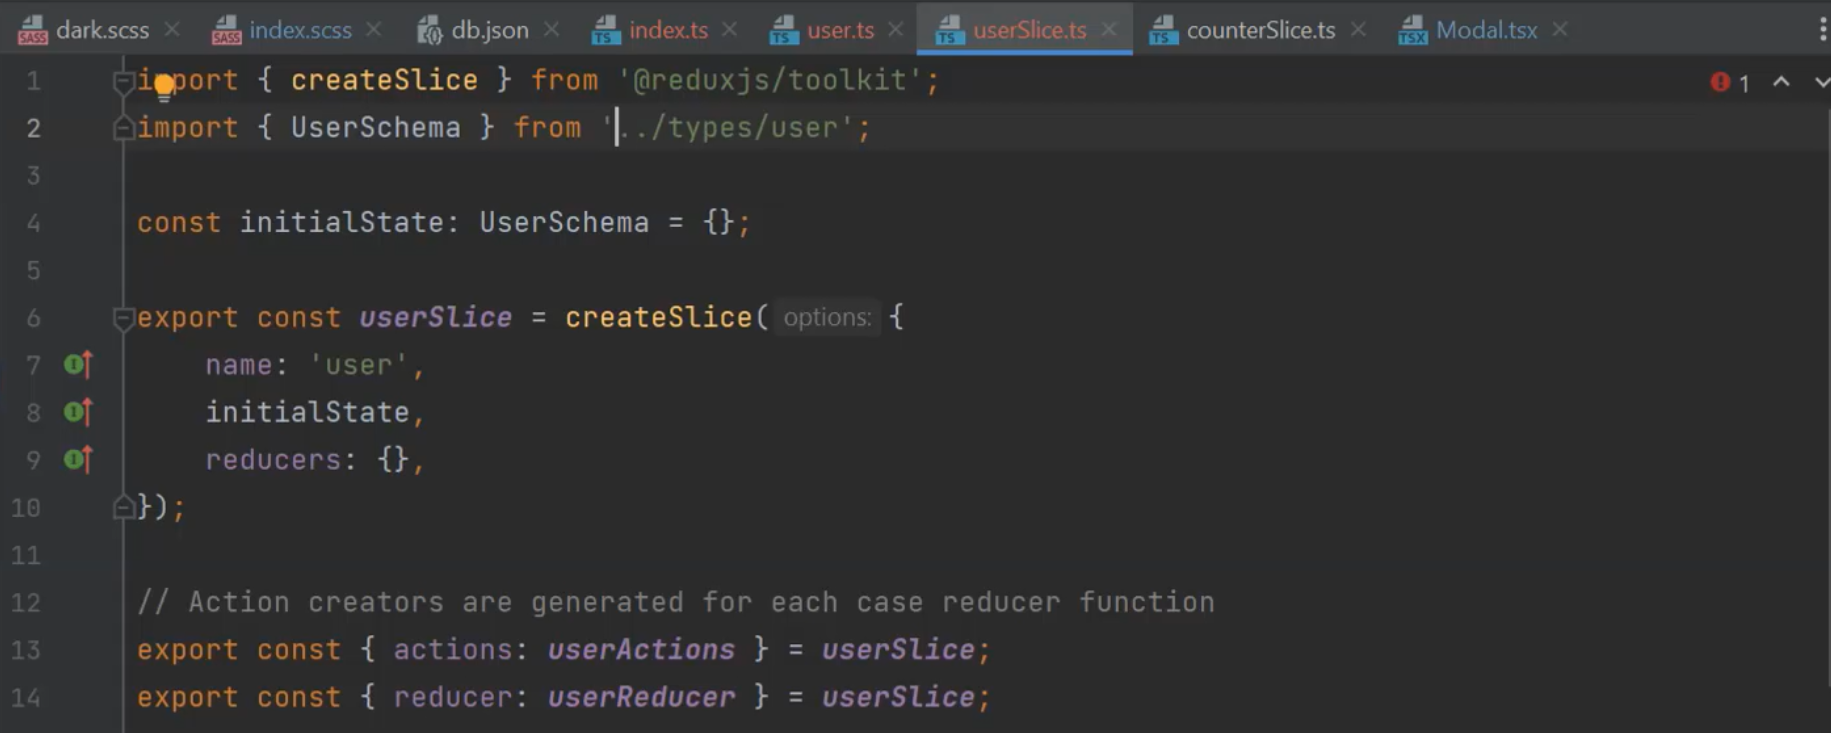 dark.scss index.scss db.json index.ts user.ts userSlice.ts counterSlice.ts Modal.tsx
1 import { createSlice } from '@reduxjs/toolkit'; 1
2 import { UserSchema } from '../types/user';
3
4 const initialState: UserSchema = {};
5
6 export const userSlice = createSlice( options: {
7 name: 'user',
8 initialState,
9 reducers: {},
10 });
11
12 // Action creators are generated for each case reducer function
13 export const { actions: userActions } = userSlice;
14 export const { reducer: userReducer } = userSlice;